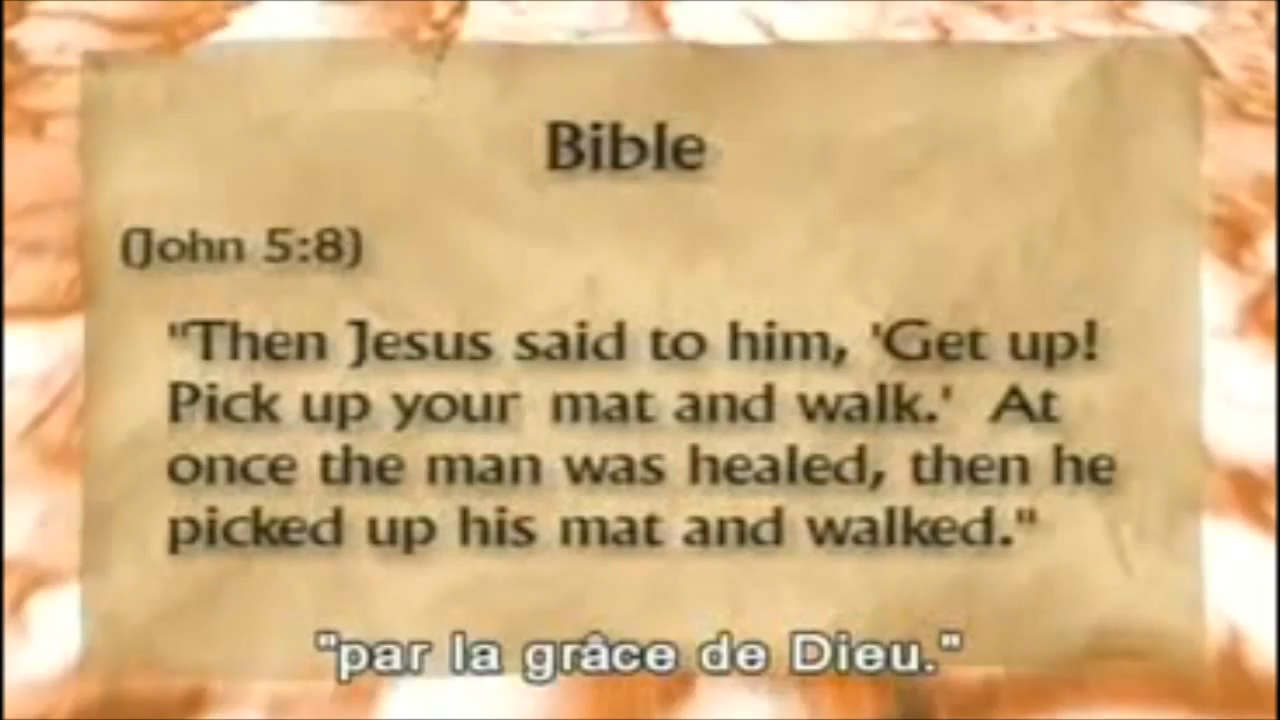 Bible
(John 5:8)
"Then Jesus said to him, 'Get up!
Pick up your mat and walk.' At
once the man was healed, then he
picked up his mat and walked."
"par la grâce de Dieu."